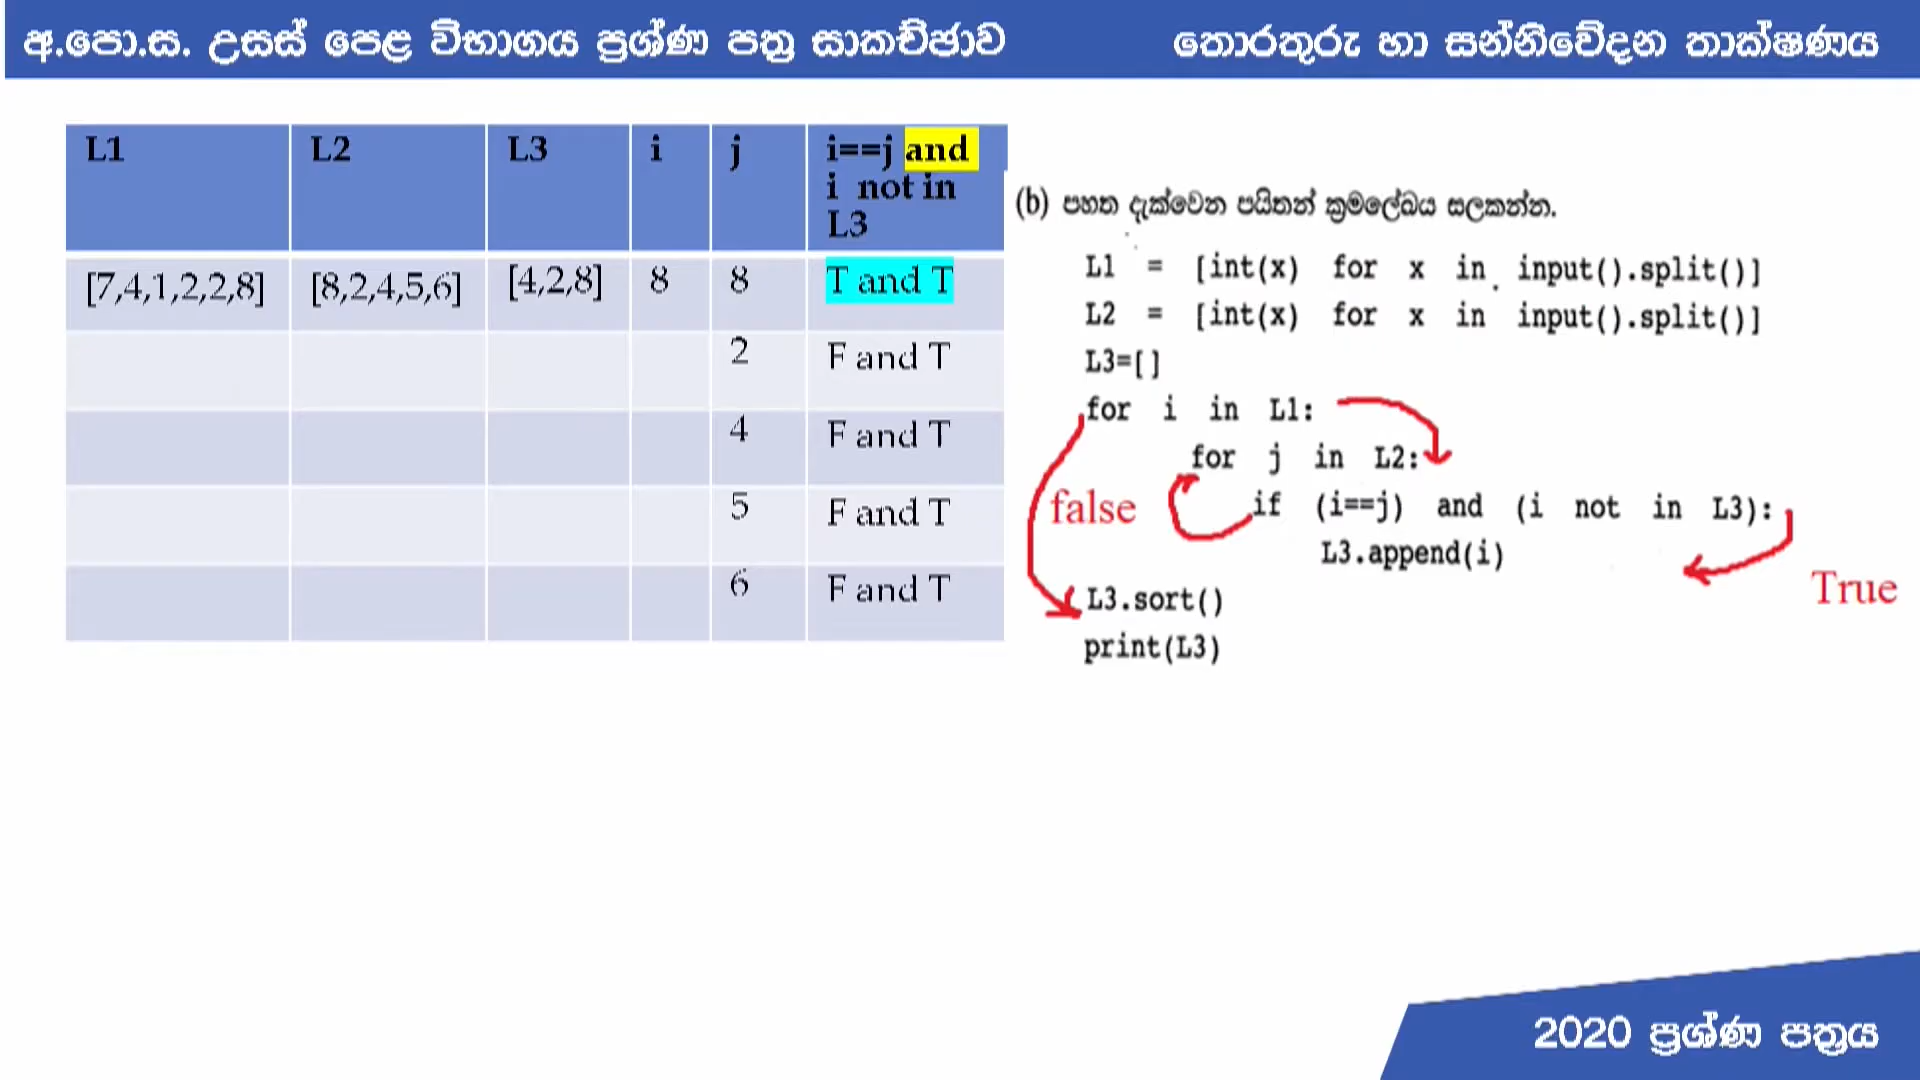 අ.පො.ස. උසස් පෙළ විභාගය ප්‍රශ්ණ පත්‍ර සාකච්ඡාව
තොරතුරු හා සන්නිවේදන තාක්ෂණය
L1 L2 L3 i j i==j and
i not in
L3
[7,4,1,2,2,8] [8,2,4,5,6] [4,2,8] 8 8 T and T
2 F and T
4 F and T
5 F and T
6 F and T
(b) පහත දැක්වෙන පයිතන් ක්‍රමලේඛය සලකන්න.
L1 = [int(x) for x in input().split()]
L2 = [int(x) for x in input().split()]
L3=[]
for i in L1:
for j in L2:
false
if (i==j) and (i not in L3):
L3.append(i)
True
L3.sort()
print(L3)
2020 ප්‍රශ්ණ පත්‍රය